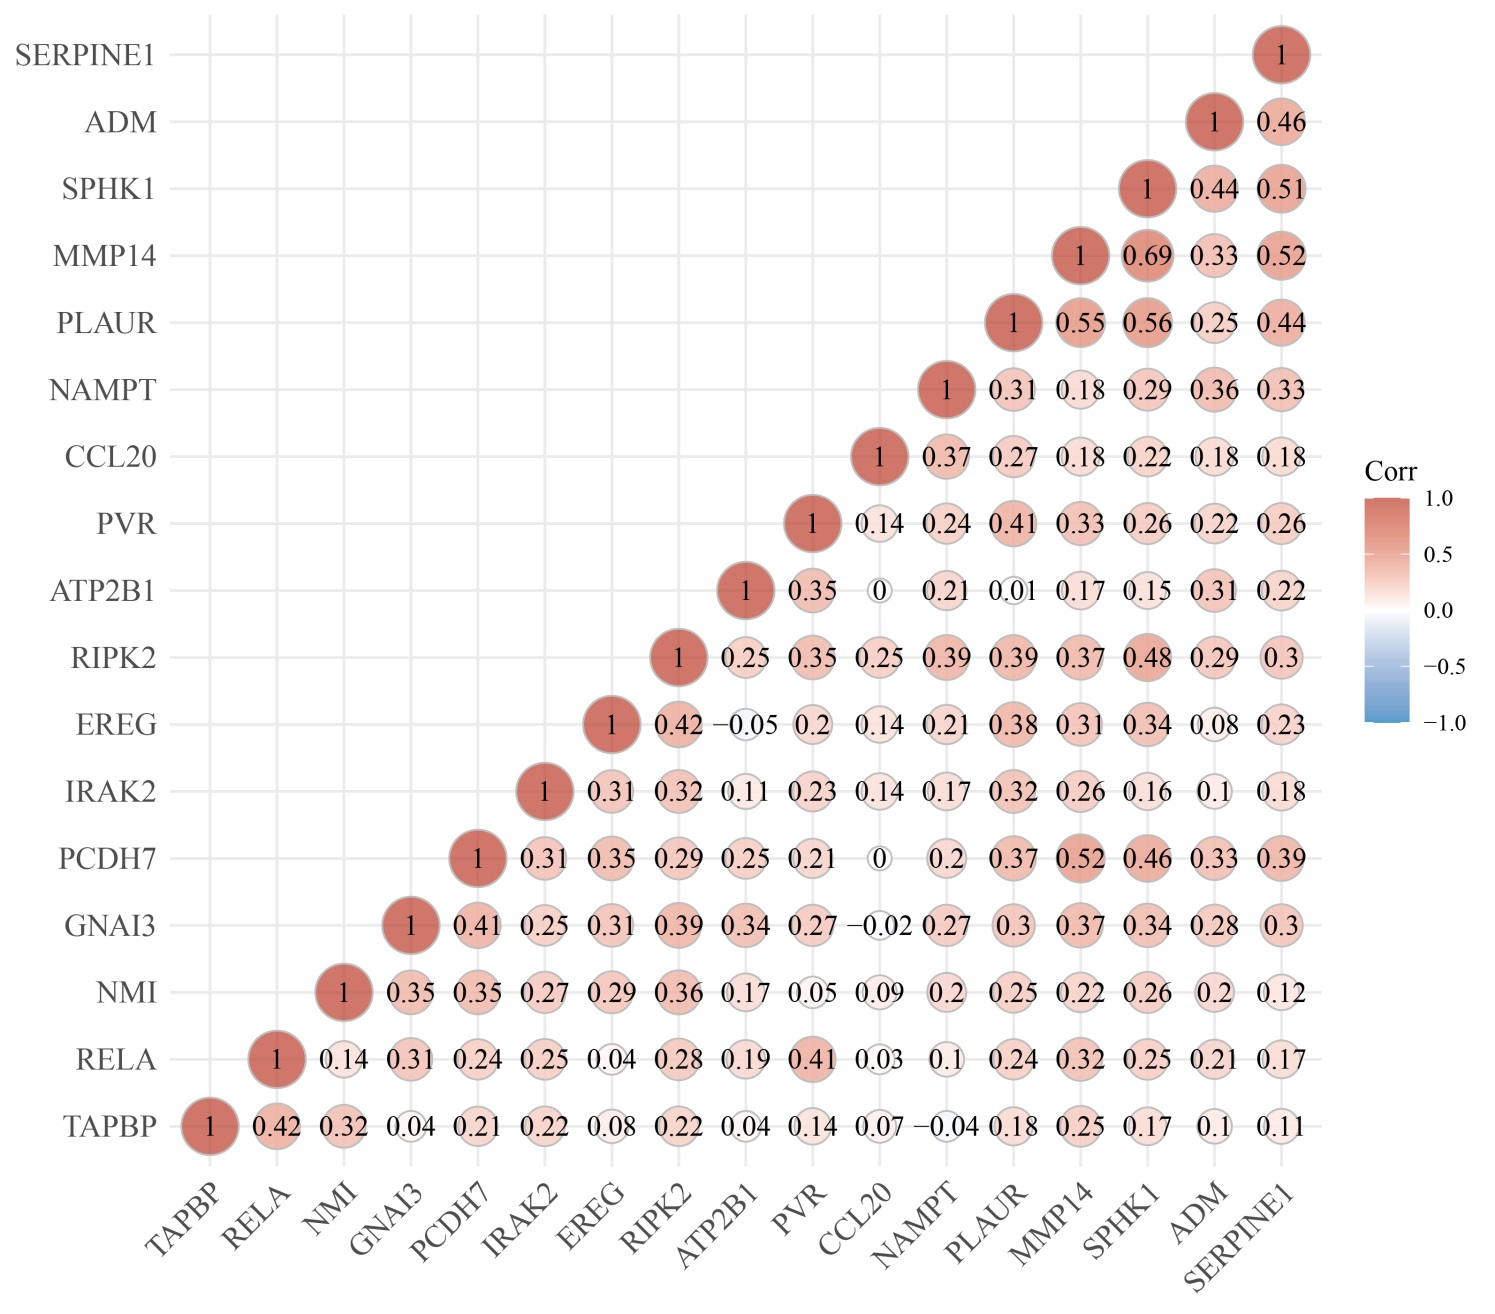 SERPINE1 1
ADM 1 0.46
SPHK1 1 0.44 0.51
MMP14 1 0.69 0.33 0.52
PLAUR 1 0.55 0.56 0.25 0.44
NAMPT 1 0.31 0.18 0.29 0.36 0.33
CCL20 1 0.37 0.27 0.18 0.22 0.18 0.18
PVR 1 0.14 0.24 0.41 0.33 0.26 0.22 0.26
ATP2B1 1 0.35 0 0.21 0.01 0.17 0.15 0.31 0.22
RIPK2 1 0.25 0.35 0.25 0.39 0.39 0.37 0.48 0.29 0.3
EREG 1 0.42 −0.05 0.2 0.14 0.21 0.38 0.31 0.34 0.08 0.23
IRAK2 1 0.31 0.32 0.11 0.23 0.14 0.17 0.32 0.26 0.16 0.1 0.18
PCDH7 1 0.31 0.35 0.29 0.25 0.21 0 0.2 0.37 0.52 0.46 0.33 0.39
GNAI3 1 0.41 0.25 0.31 0.39 0.34 0.27 −0.02 0.27 0.3 0.37 0.34 0.28 0.3
NMI 1 0.35 0.35 0.27 0.29 0.36 0.17 0.05 0.09 0.2 0.25 0.22 0.26 0.2 0.12
RELA 1 0.14 0.31 0.24 0.25 0.04 0.28 0.19 0.41 0.03 0.1 0.24 0.32 0.25 0.21 0.17
TAPBP 1 0.42 0.32 0.04 0.21 0.22 0.08 0.22 0.04 0.14 0.07 −0.04 0.18 0.25 0.17 0.1 0.11
TAPBP RELA NMI GNAI3 PCDH7 IRAK2 EREG RIPK2 ATP2B1 PVR CCL20 NAMPT PLAUR MMP14 SPHK1 ADM SERPINE1
Corr
1.0
0.5
0.0
−0.5
−1.0